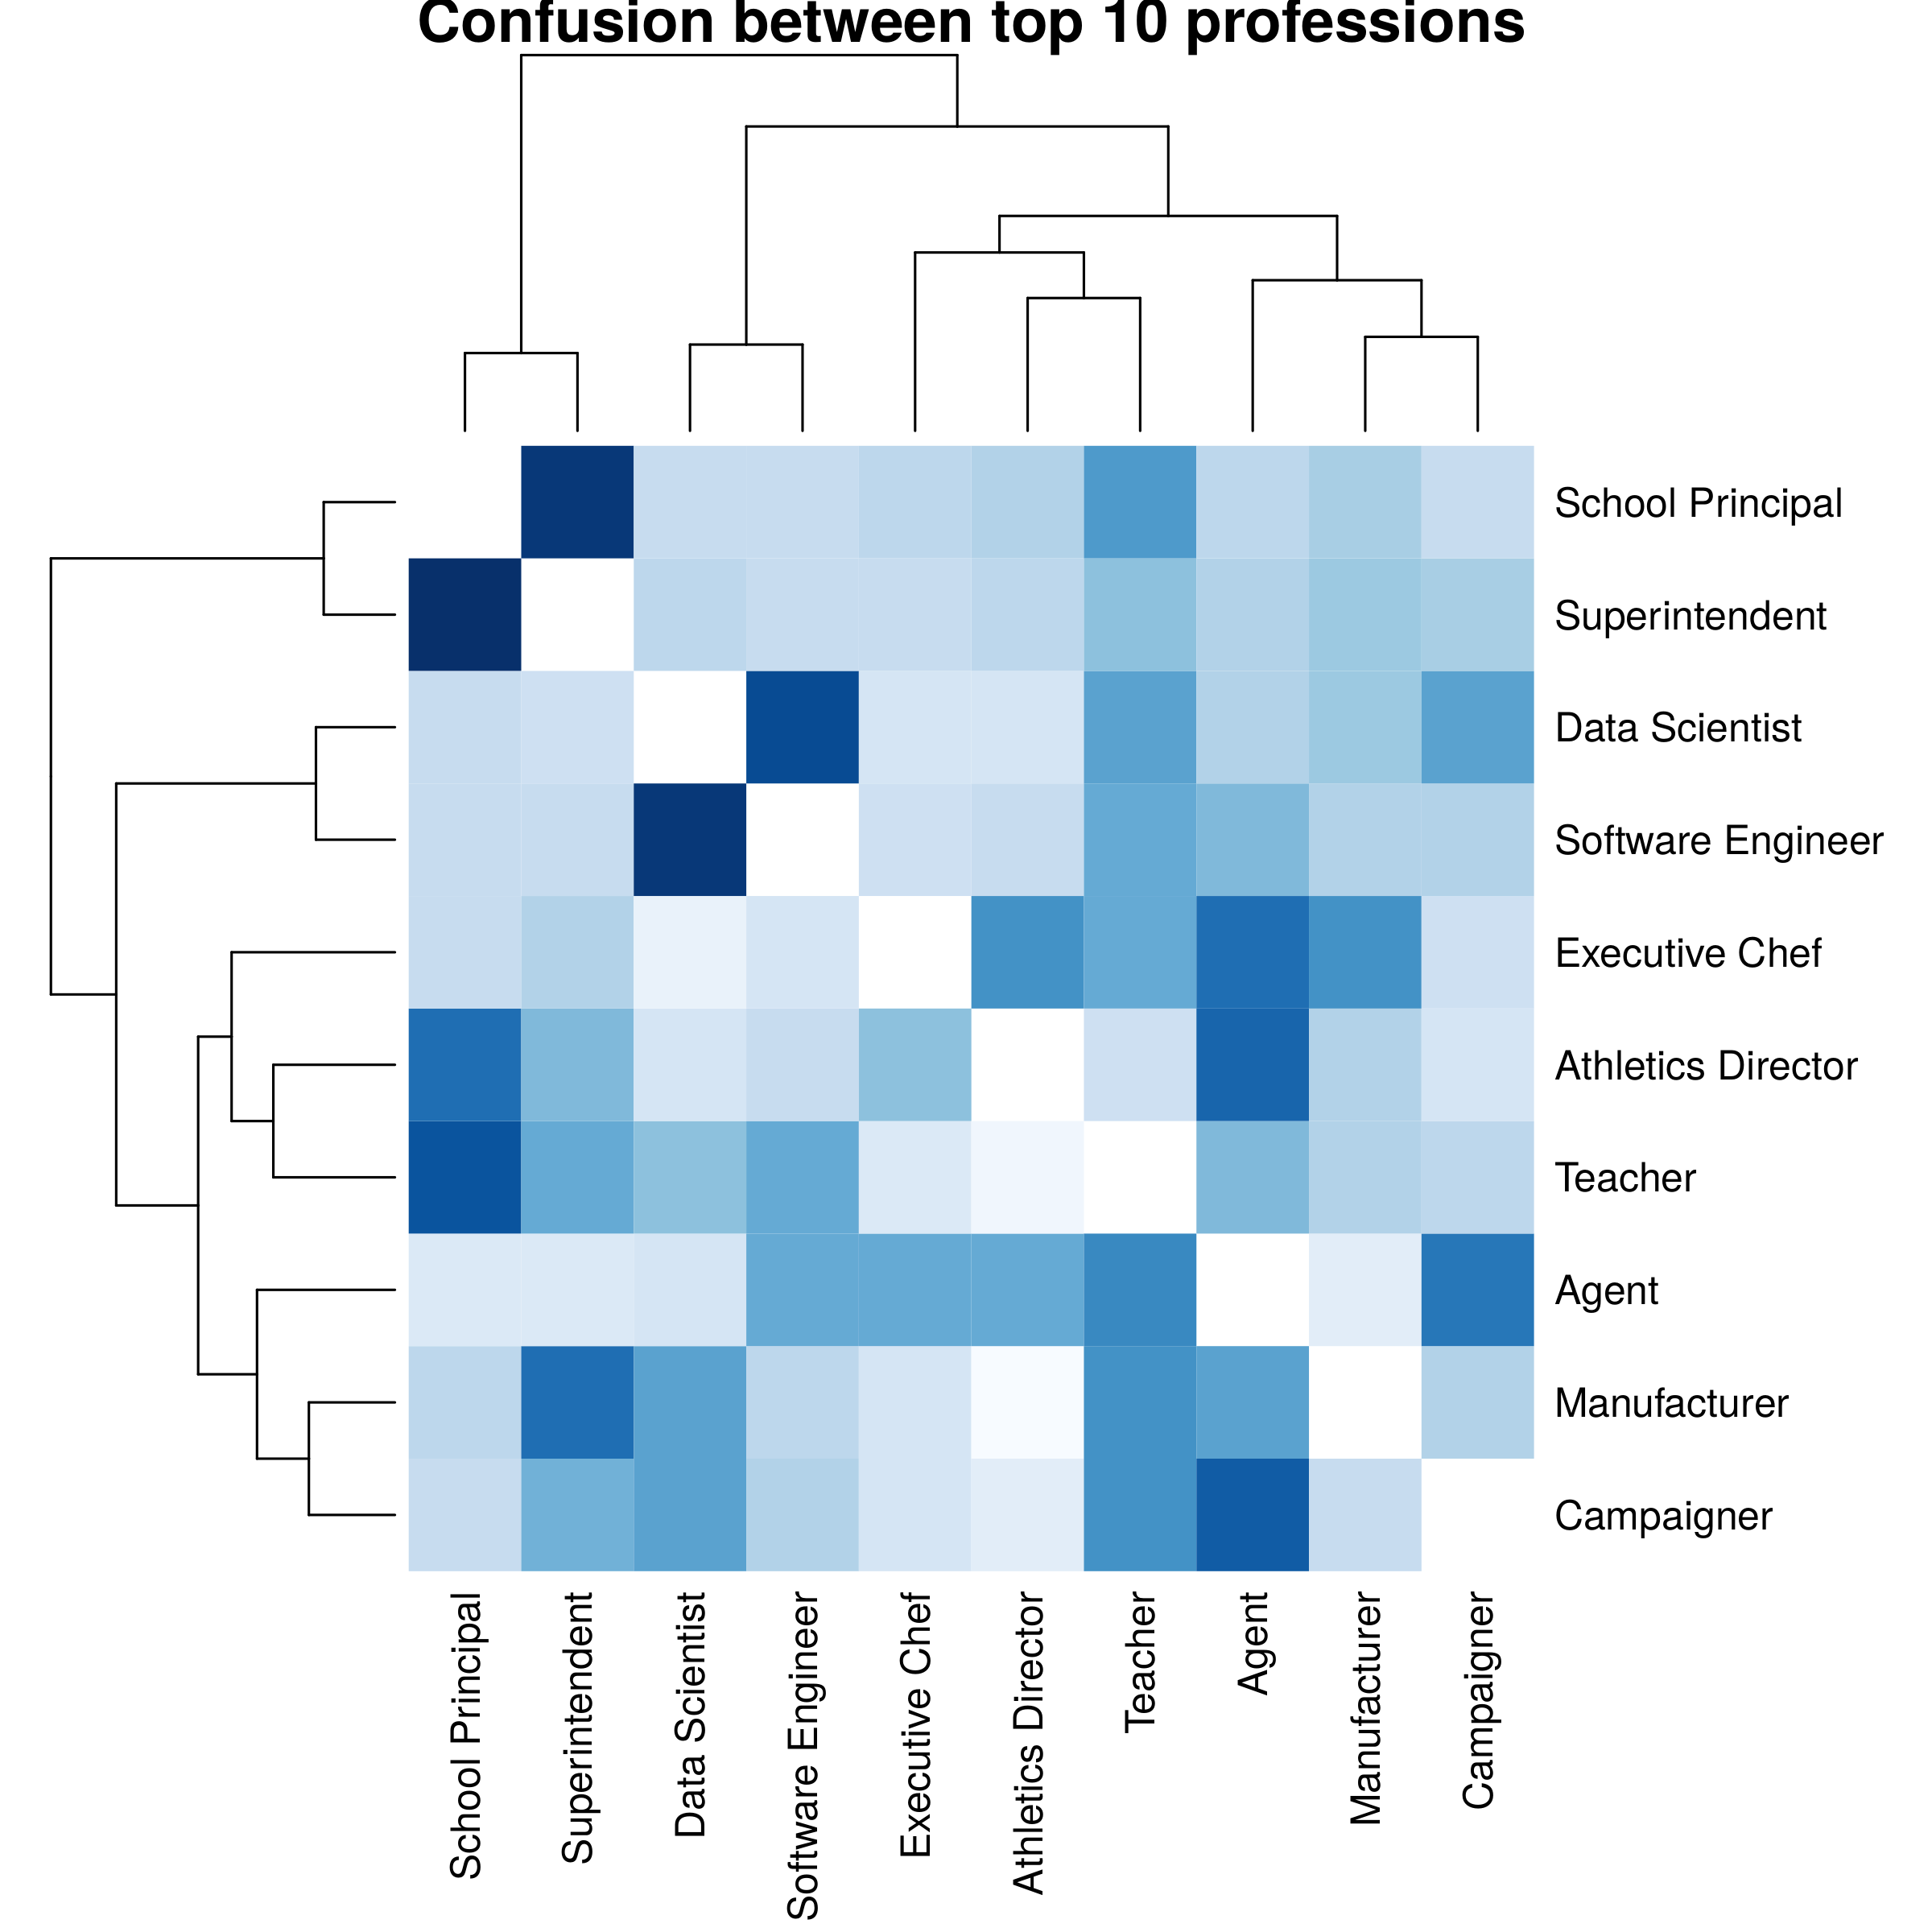 Confusion between top 10 professions
School Principal
Superintendent
Data Scientist
Software Engineer
Executive Chef
Athletics Director
Teacher
Agent
Manufacturer
Campaigner
School Principal
Superintendent
Data Scientist
Software Engineer
Executive Chef
Athletics Director
Teacher
Agent
Manufacturer
Campaigner